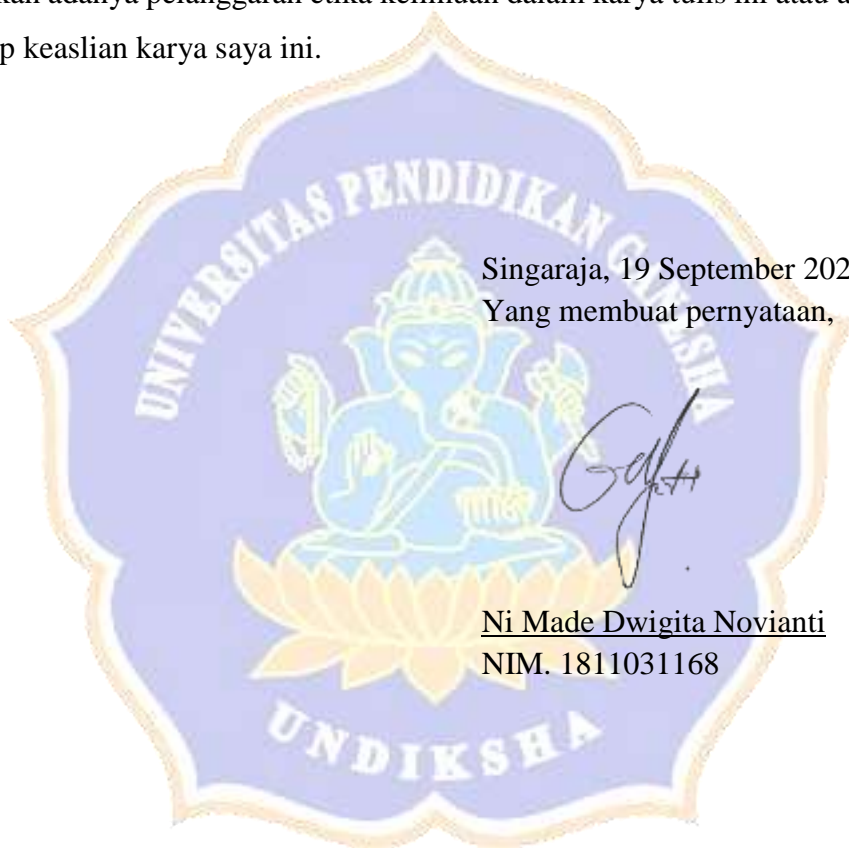 adanya pelanggaran etika keilmuan dalam karya tulis ini atau
keaslian karya saya ini.
UNIVERSITAS PENDIDIKAN GANESHA
Singaraja, 19 September 202
Yang membuat pernyataan,
Ni Made Dwigita Novianti
NIM. 1811031168
UNDIKSHA